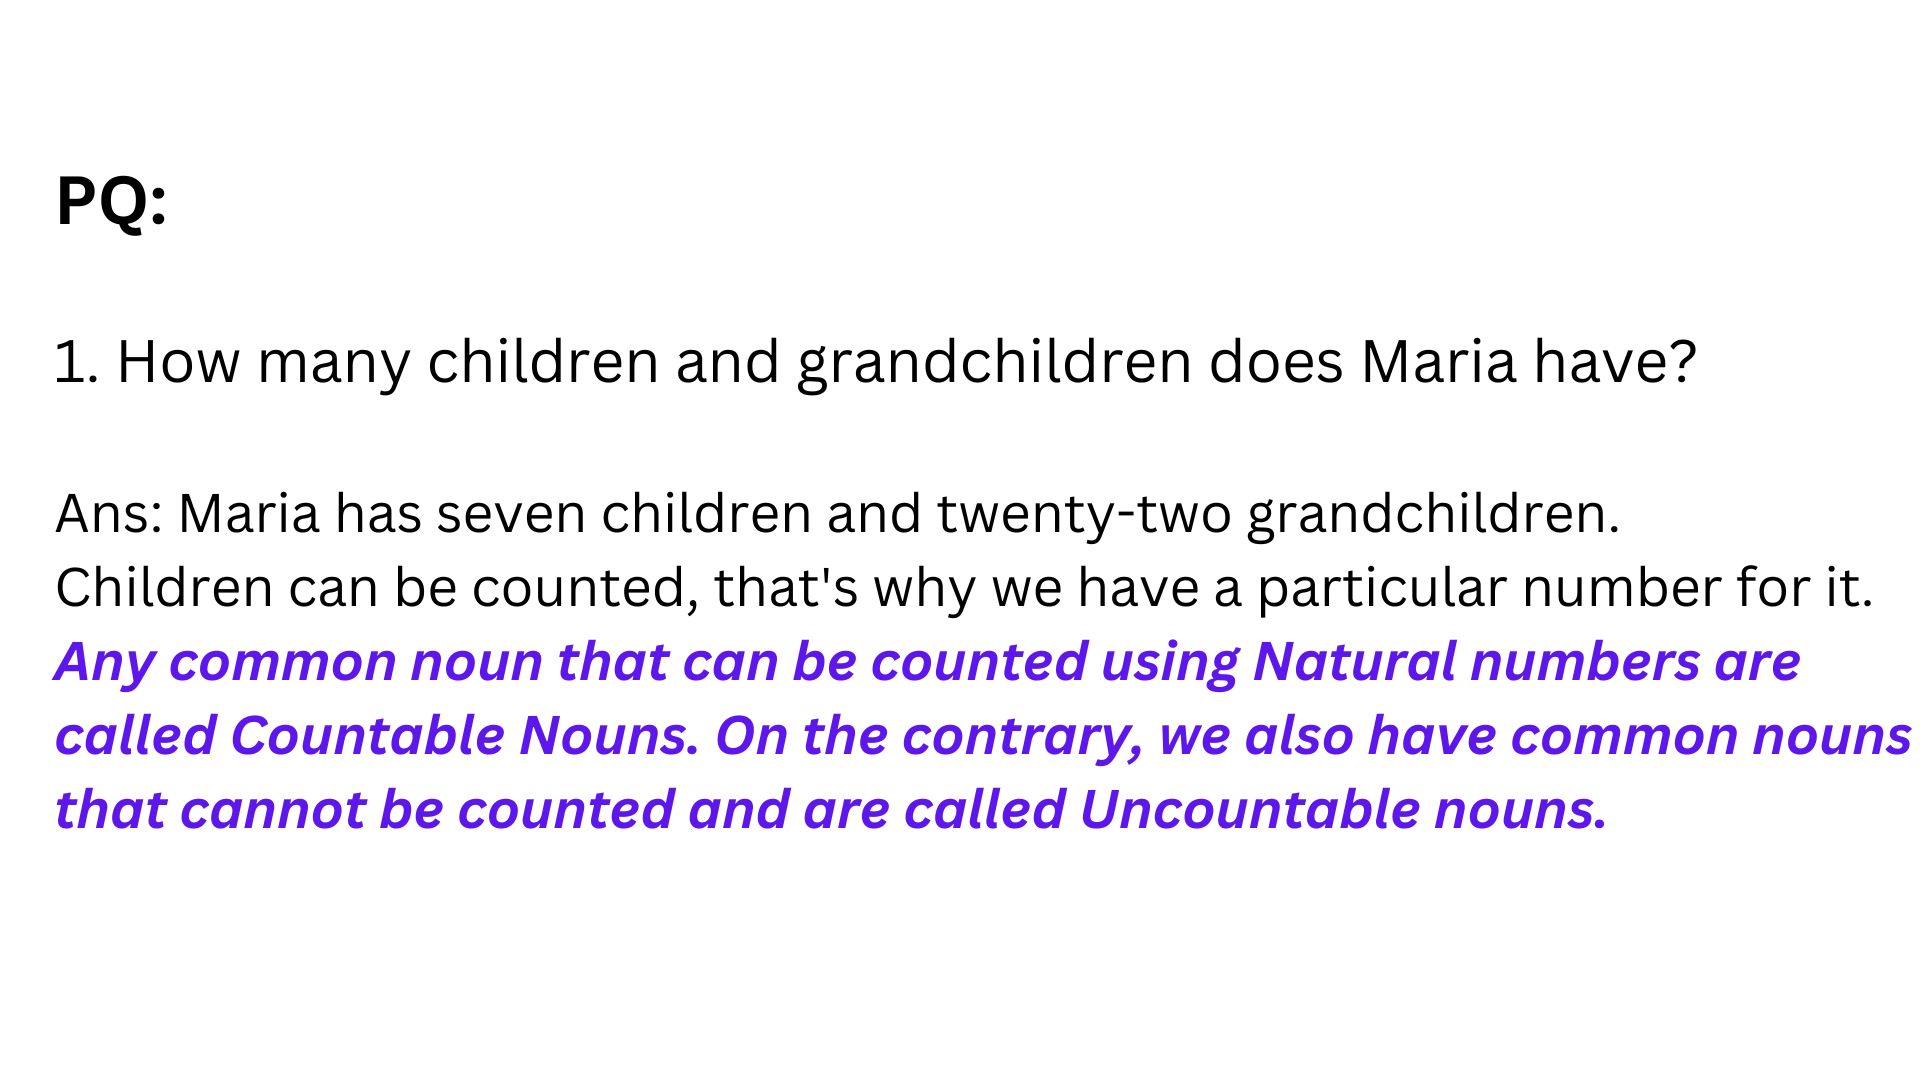 PQ:
1. How many children and grandchildren does Maria have?
Ans: Maria has seven children and twenty-two grandchildren.
Children can be counted, that's why we have a particular number for it.
Any common noun that can be counted using Natural numbers are
called Countable Nouns. On the contrary, we also have common nouns
that cannot be counted and are called Uncountable nouns.